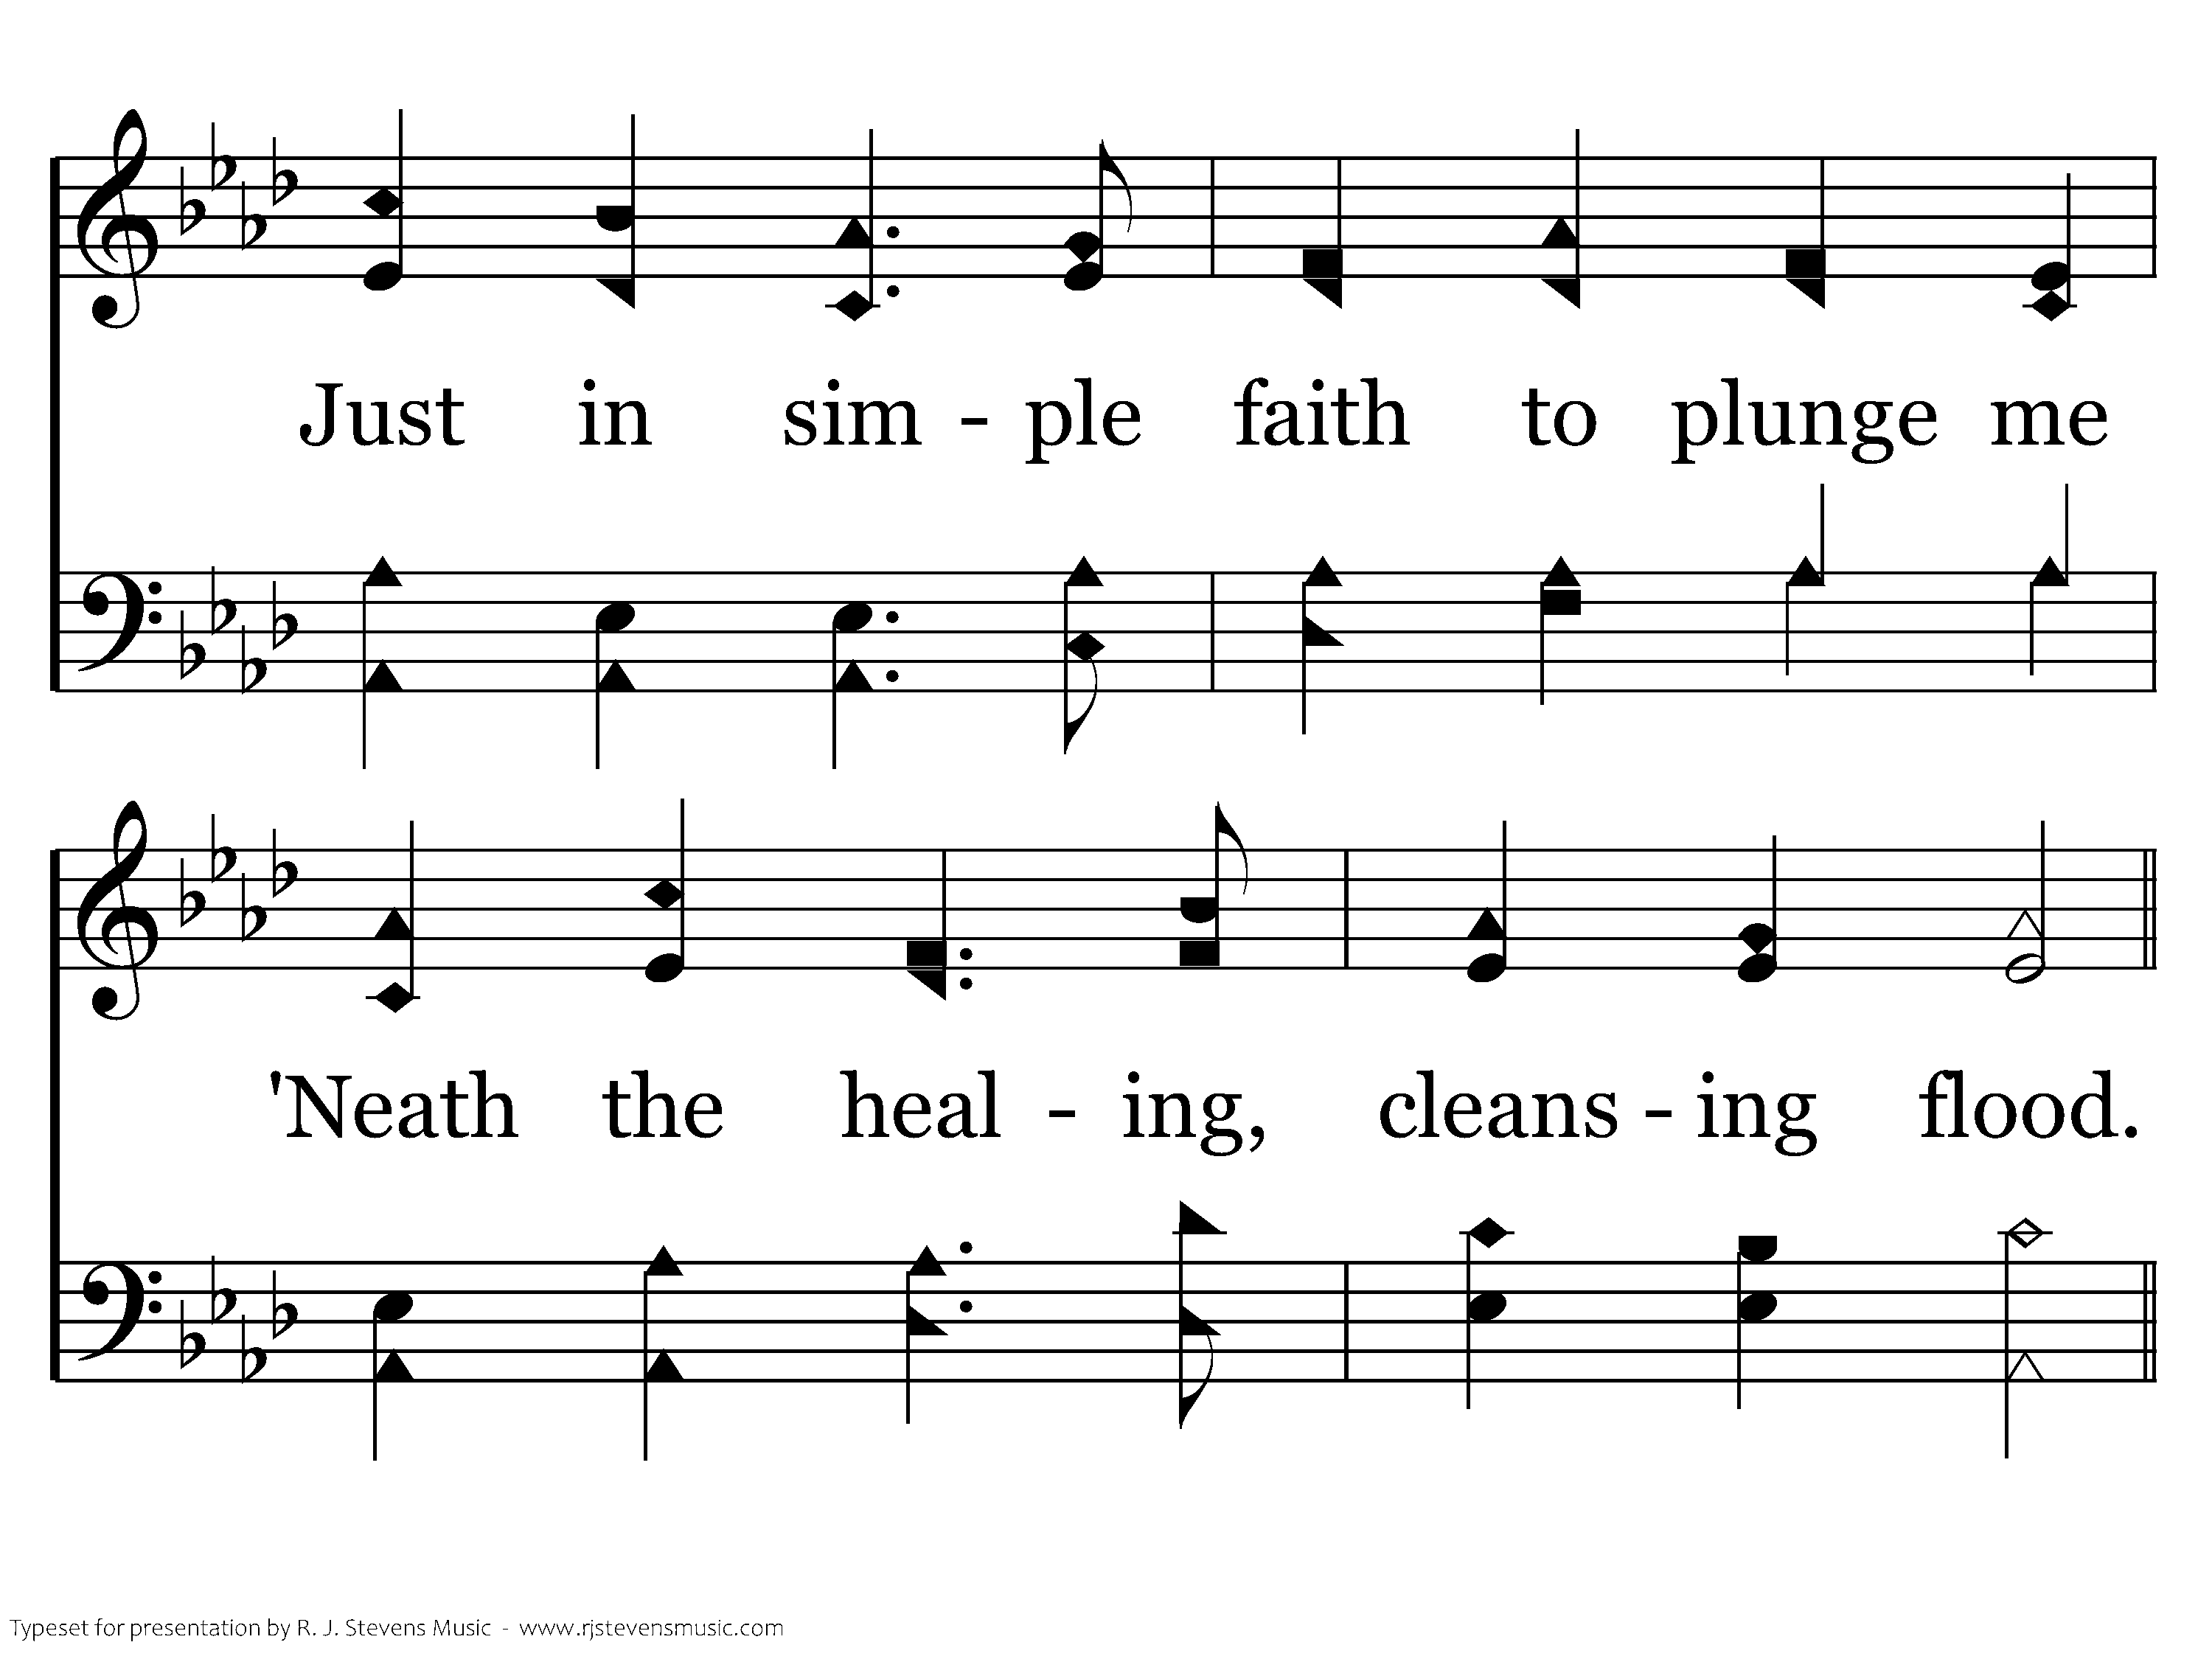 Just in sim - ple faith to plunge me
'Neath the heal - ing, cleans - ing flood.
Typeset for presentation by R. J. Stevens Music - www.rjstevensmusic.com